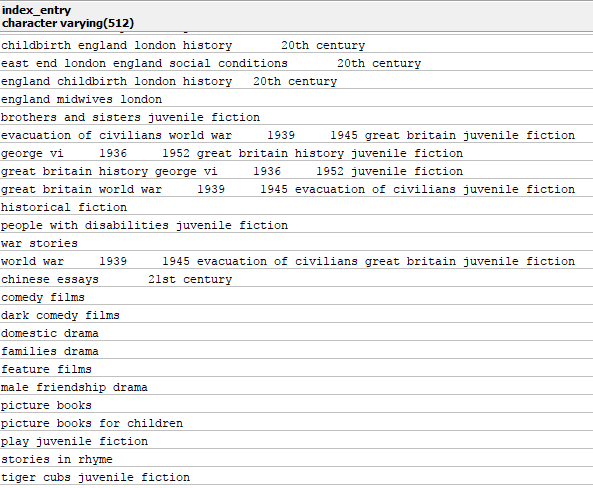 index_entry
character varying(512)
childbirth england london history       20th century
east end london england social conditions       20th century
england childbirth london history   20th century
england midwives london
brothers and sisters juvenile fiction
evacuation of civilians world war     1939     1945 great britain juvenile fiction
george vi     1936     1952 great britain history juvenile fiction
great britain history george vi     1936     1952 juvenile fiction
great britain world war     1939     1945 evacuation of civilians juvenile fiction
historical fiction
people with disabilities juvenile fiction
war stories
world war     1939     1945 evacuation of civilians great britain juvenile fiction
chinese essays       21st century
comedy films
dark comedy films
domestic drama
families drama
feature films
male friendship drama
picture books
picture books for children
play juvenile fiction
stories in rhyme
tiger cubs juvenile fiction